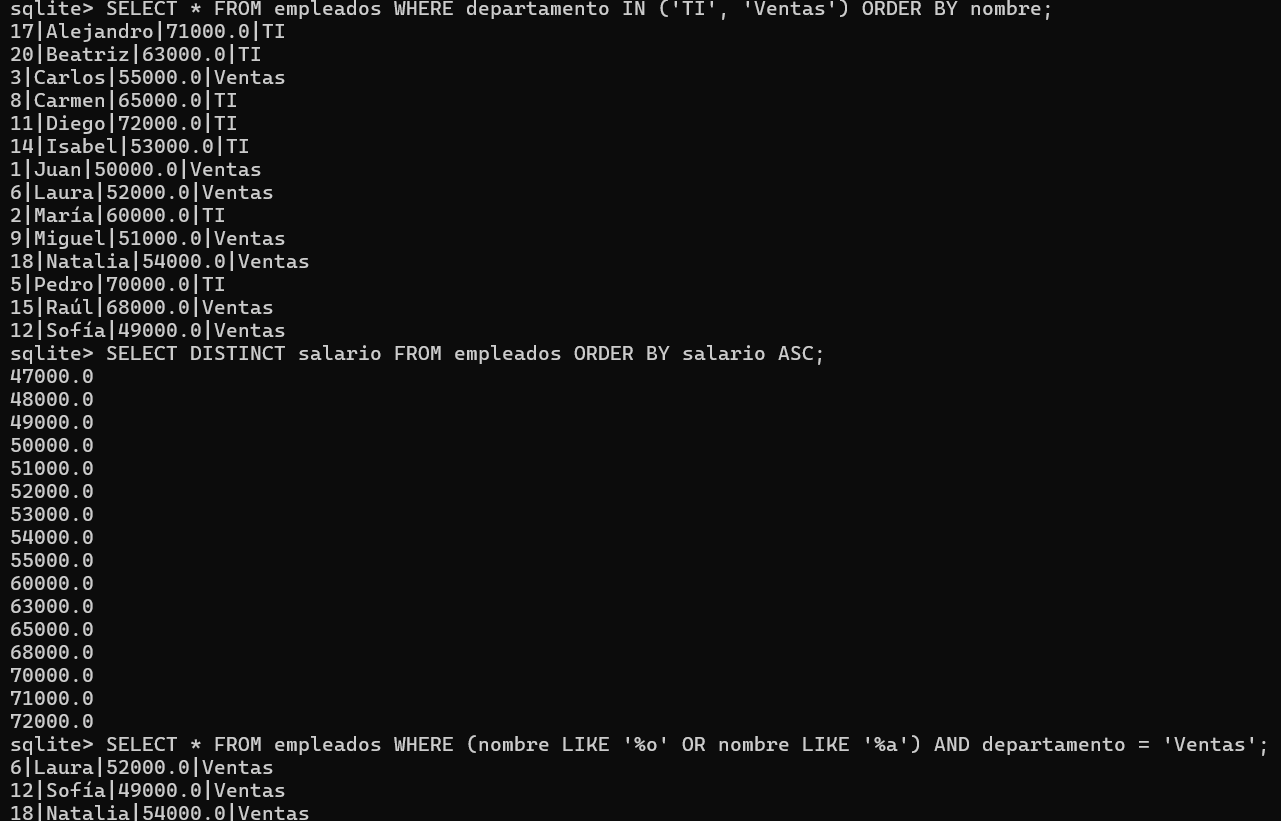 sqlite> SELECT * FROM empleados WHERE departamento IN ('TI', 'Ventas') ORDER BY nombre;
17|Alejandro|71000.0|TI
20|Beatriz|63000.0|TI
3|Carlos|55000.0|Ventas
8|Carmen|65000.0|TI
11|Diego|72000.0|TI
14|Isabel|53000.0|TI
1|Juan|50000.0|Ventas
6|Laura|52000.0|Ventas
2|María|60000.0|TI
9|Miguel|51000.0|Ventas
18|Natalia|54000.0|Ventas
5|Pedro|70000.0|TI
15|Raúl|68000.0|Ventas
12|Sofía|49000.0|Ventas
sqlite> SELECT DISTINCT salario FROM empleados ORDER BY salario ASC;
47000.0
48000.0
49000.0
50000.0
51000.0
52000.0
53000.0
54000.0
55000.0
60000.0
63000.0
65000.0
68000.0
70000.0
71000.0
72000.0
sqlite> SELECT * FROM empleados WHERE (nombre LIKE '%o' OR nombre LIKE '%a') AND departamento = 'Ventas';
6|Laura|52000.0|Ventas
12|Sofía|49000.0|Ventas
18|Natalia|54000.0|Ventas